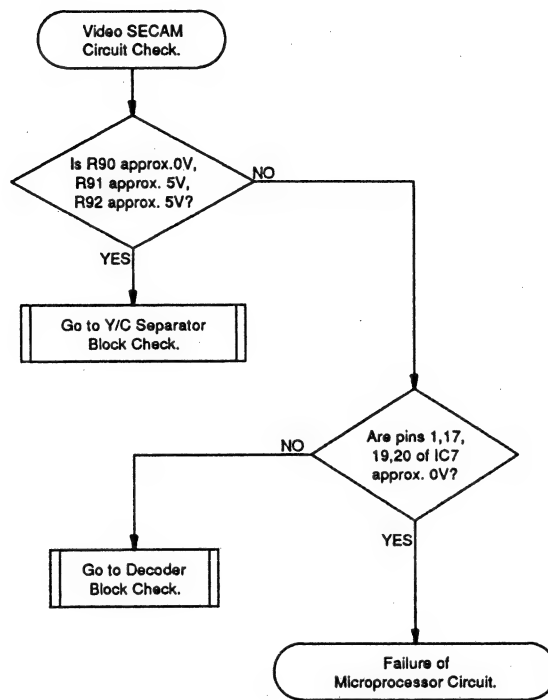 Video SECAM
Circuit Check.
Is R90 approx.0V,
R91 approx. 5V,
R92 approx. 5V?
NO
YES
Go to Y/C Separator
Block Check.
Are pins 1,17,
19,20 of IC7
approx. 0V?
NO
YES
Go to Decoder
Block Check.
Failure of
Microprocessor Circuit.